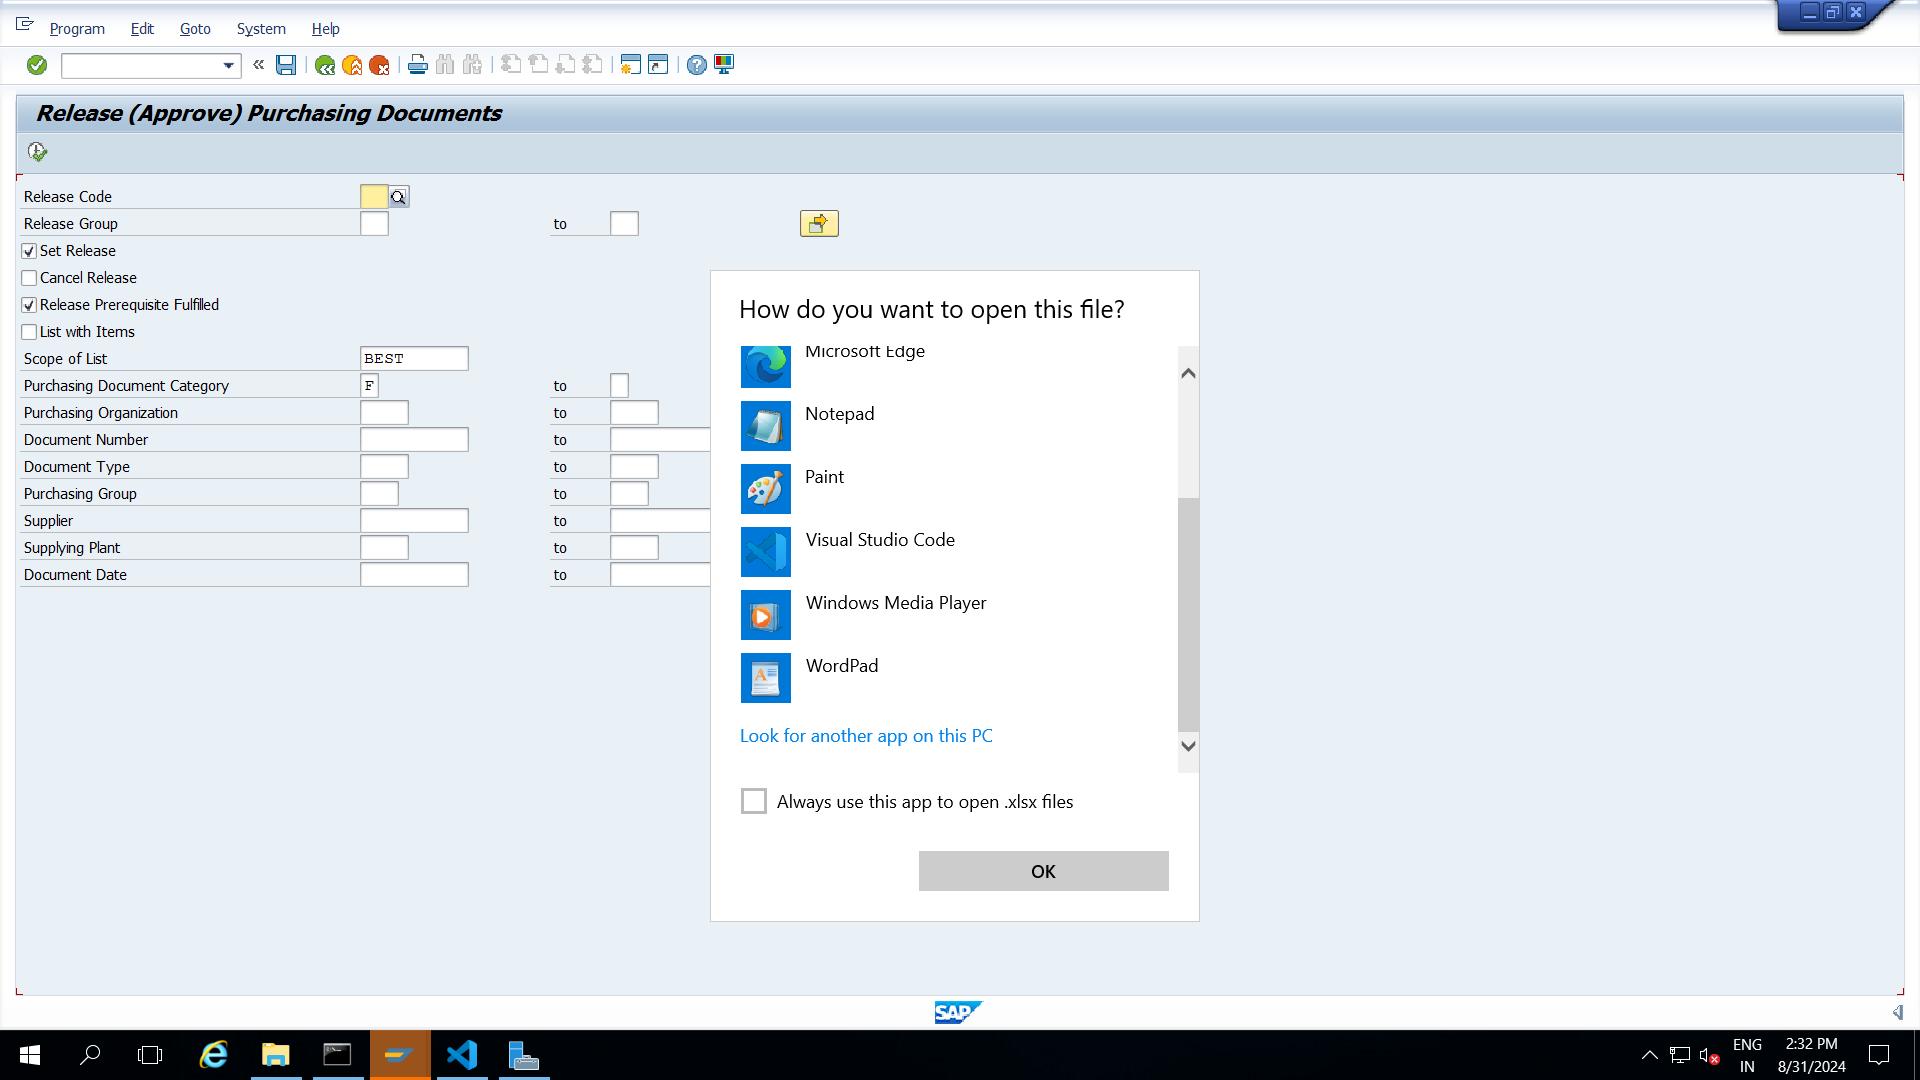 Program Edit Goto System Help
Release (Approve) Purchasing Documents
Release Code
Release Group to
Set Release
Cancel Release
Release Prerequisite Fulfilled
List with Items
Scope of List BEST
Purchasing Document Category F to
Purchasing Organization to
Document Number to
Document Type to
Purchasing Group to
Supplier to
Supplying Plant to
Document Date to
How do you want to open this file?
Microsoft Edge
Notepad
Paint
Visual Studio Code
Windows Media Player
WordPad
Look for another app on this PC
Always use this app to open .xlsx files
OK
SAP
ENG
IN
2:32 PM
8/31/2024